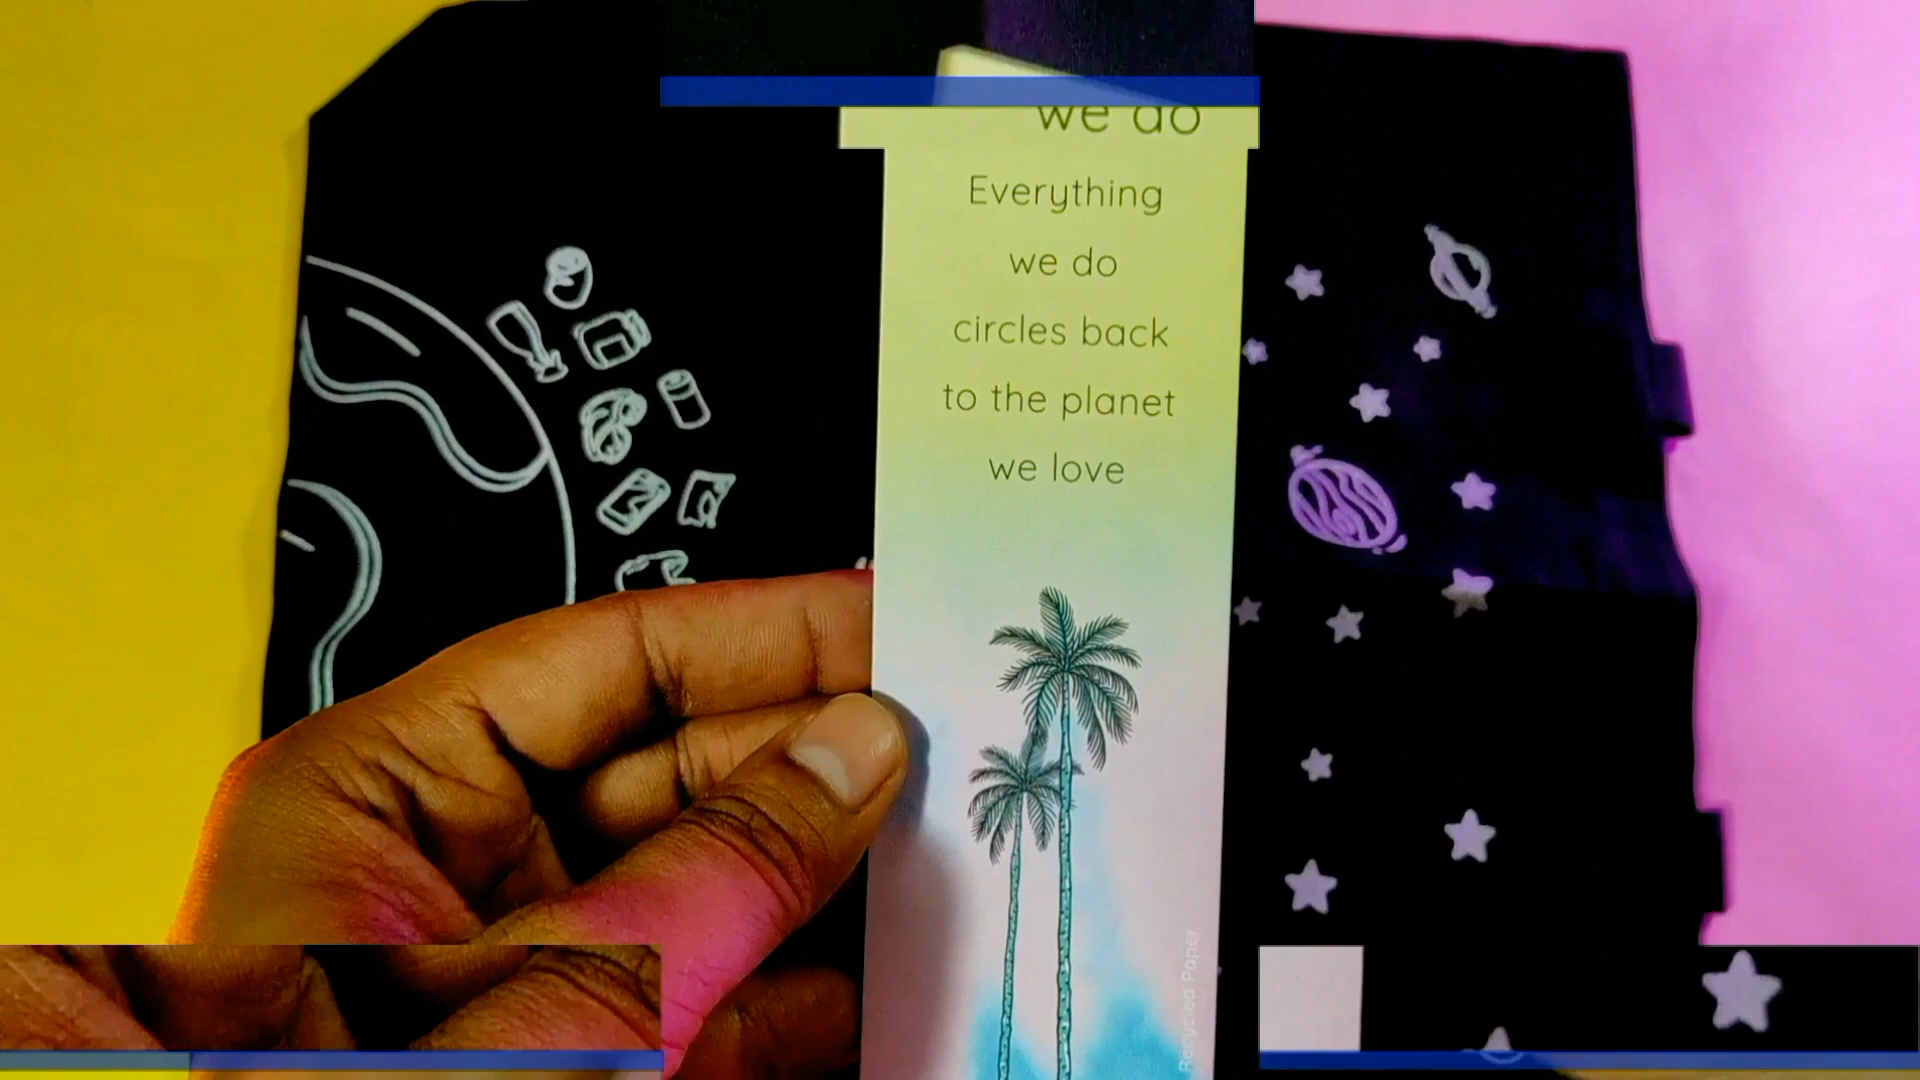 we do
Everything
we do
circles back
to the planet
we love
Recycled Paper